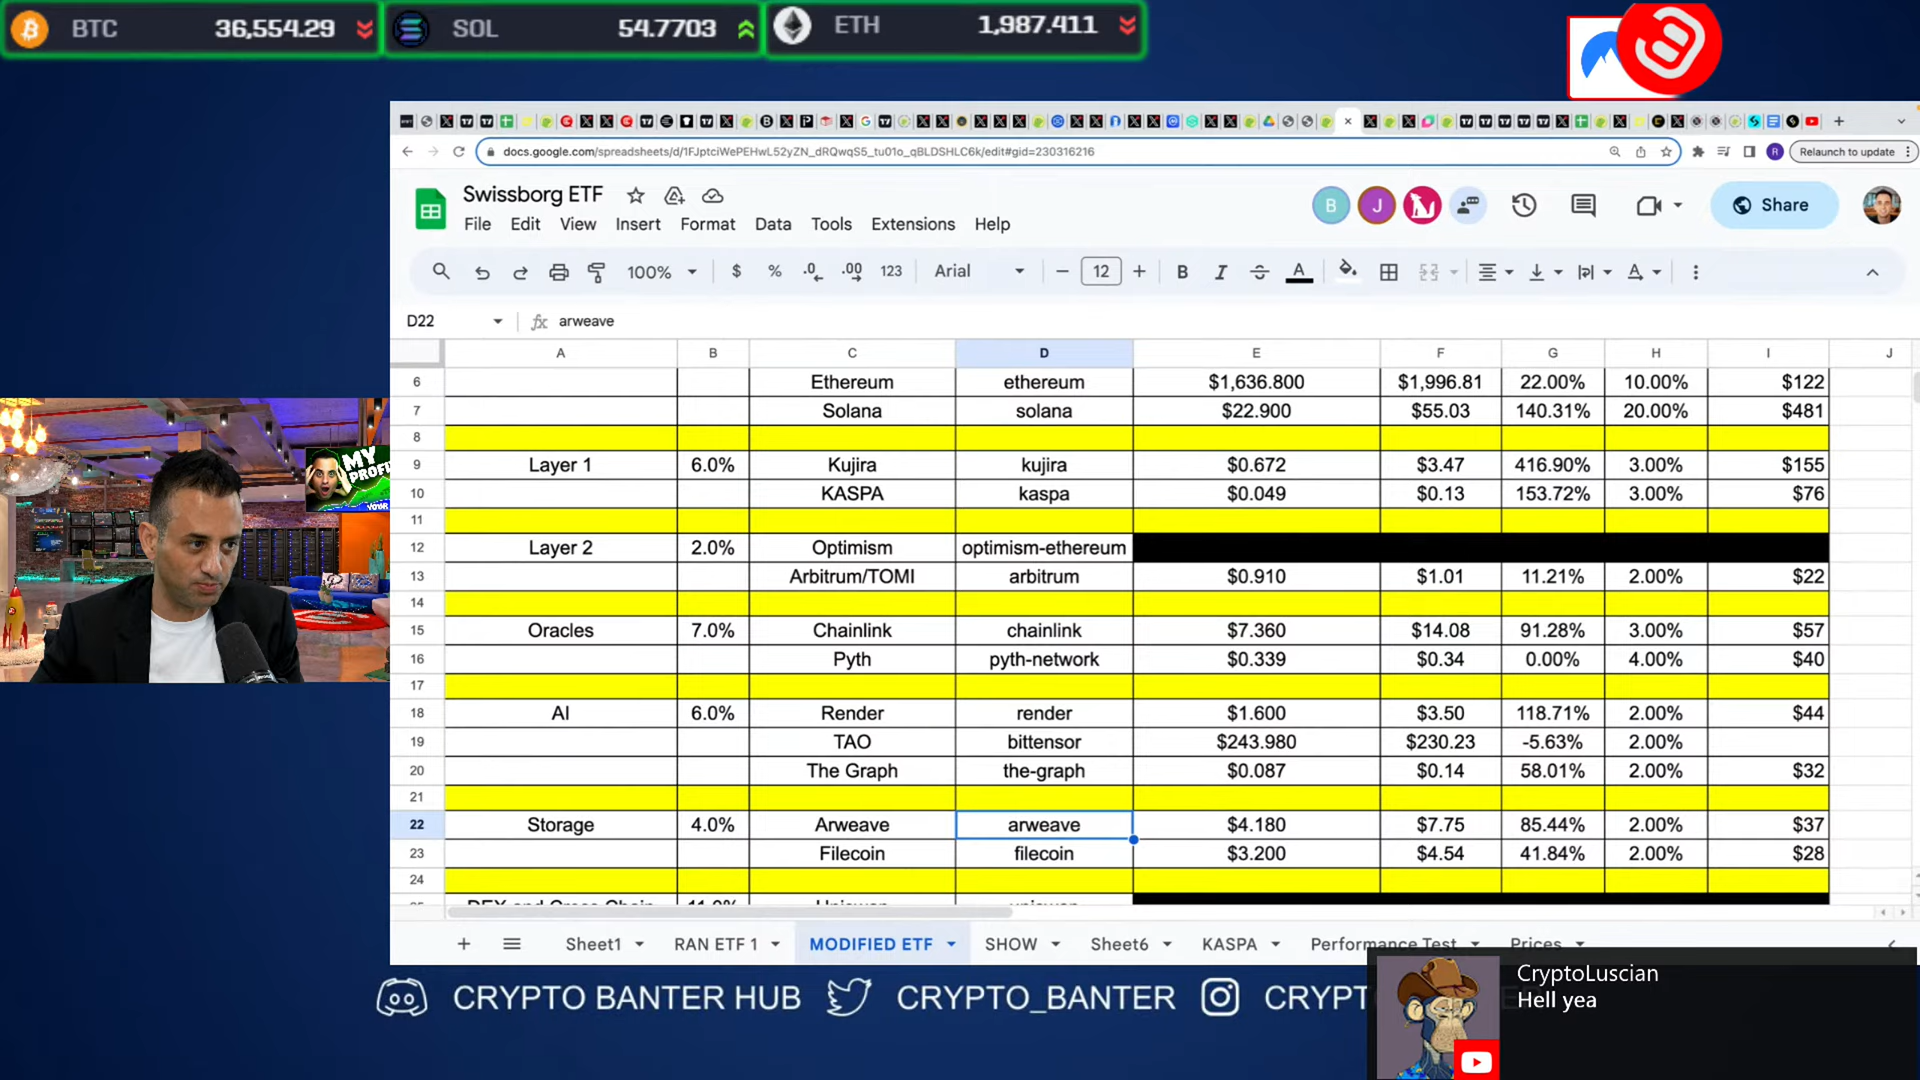 BTC 36,554.29 SOL 54.7703 ETH 1,987.411
docs.google.com/spreadsheets/d/1FJptciWePEHwL52yZN_dRQwqS5_tu01o_qBLDSHLC6k/edit#gid=230316216 R Relaunch to update
Swissborg ETF B J Share
File Edit View Insert Format Data Tools Extensions Help
100% $ % .0 .00 123 Arial 12 B I A A
D22 fx arweave
A B C D E F G H I J
6 Ethereum ethereum $1,636.800 $1,996.81 22.00% 10.00% $122
7 Solana solana $22.900 $55.03 140.31% 20.00% $481
8
9 Layer 1 6.0% Kujira kujira $0.672 $3.47 416.90% 3.00% $155
10 KASPA kaspa $0.049 $0.13 153.72% 3.00% $76
11
12 Layer 2 2.0% Optimism optimism-ethereum
13 Arbitrum/TOMI arbitrum $0.910 $1.01 11.21% 2.00% $22
14
15 Oracles 7.0% Chainlink chainlink $7.360 $14.08 91.28% 3.00% $57
16 Pyth pyth-network $0.339 $0.34 0.00% 4.00% $40
17
18 AI 6.0% Render render $1.600 $3.50 118.71% 2.00% $44
19 TAO bittensor $243.980 $230.23 -5.63% 2.00%
20 The Graph the-graph $0.087 $0.14 58.01% 2.00% $32
21
22 Storage 4.0% Arweave arweave $4.180 $7.75 85.44% 2.00% $37
23 Filecoin filecoin $3.200 $4.54 41.84% 2.00% $28
24
DEX and Cross Chain 11.0% Uniswap uniswap
MY
PROFI
YOUR
Sheet1 RAN ETF 1 MODIFIED ETF SHOW Sheet6 KASPA Performance Test Prices
CRYPTO BANTER HUB CRYPTO_BANTER CRYPT
CryptoLuscian
Hell yea